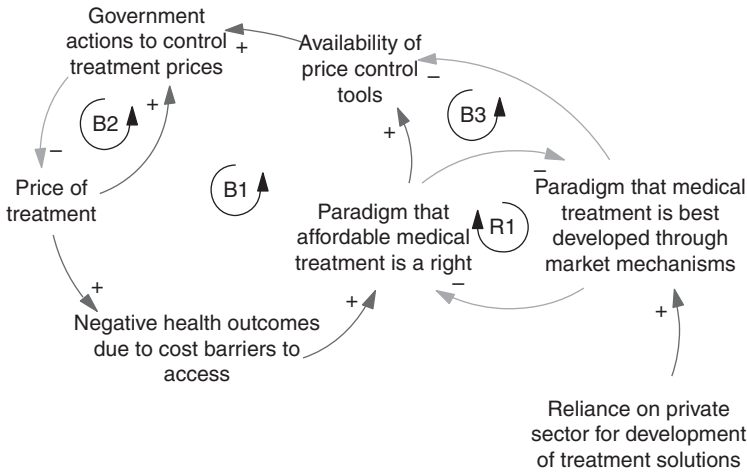 Government
actions to control
treatment prices
+
Availability of
price control
tools
–
+
B2
B3
+
–
–
Price of
treatment
B1
Paradigm that
affordable medical
treatment is a right
R1
Paradigm that medical
treatment is best
developed through
market mechanisms
–
+
+
+
Negative health outcomes
due to cost barriers to
access
Reliance on private
sector for development
of treatment solutions